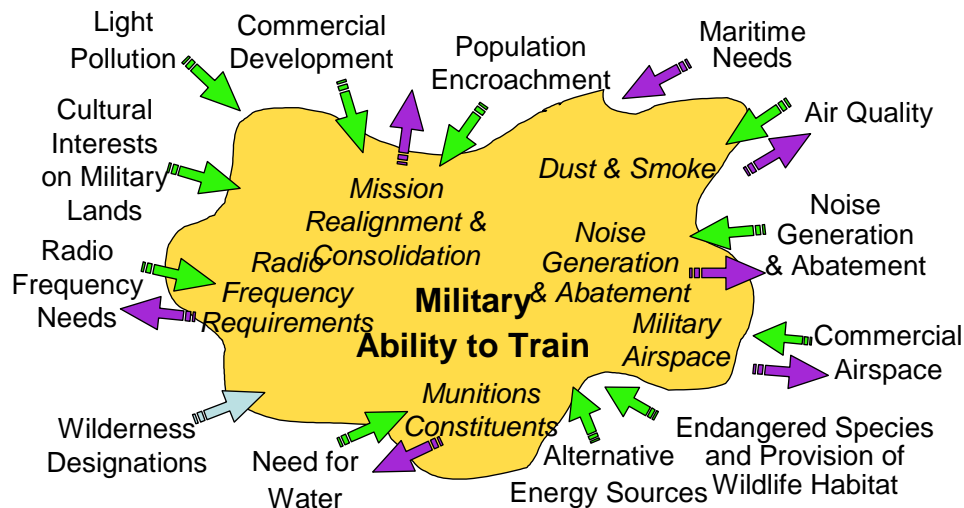 Light
Pollution
Commercial
Development
Population
Encroachment
Maritime
Needs
Air Quality
Cultural
Interests
on Military
Lands
Dust & Smoke
Mission
Realignment &
Consolidation
Noise
Generation
& Abatement
Noise
Generation
& Abatement
Radio
Frequency
Needs
Radio
Frequency
Requirements
Military
Ability to Train
Military
Airspace
Commercial
Airspace
Munitions
Constituents
Wilderness
Designations
Need for
Water
Alternative
Energy Sources
Endangered Species
and Provision of
Wildlife Habitat